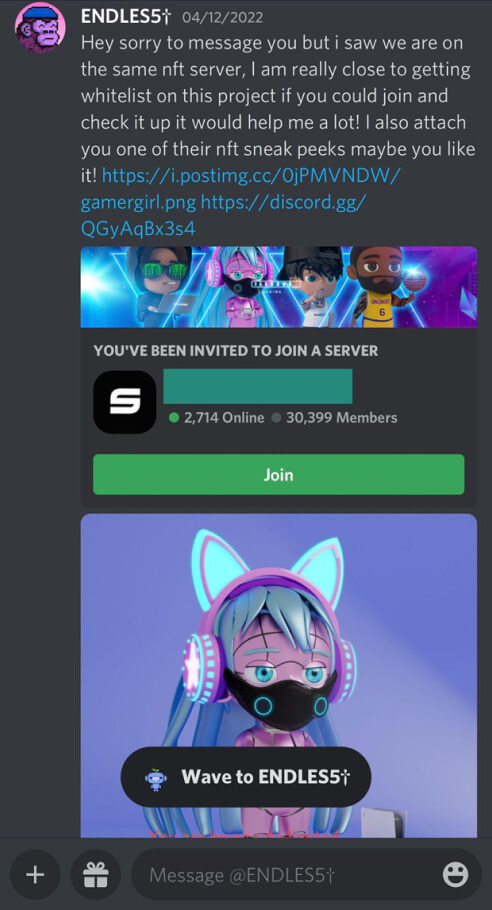 ENDLES5† 04/12/2022
Hey sorry to message you but i saw we are on
the same nft server, I am really close to getting
whitelist on this project if you could join and
check it up it would help me a lot! I also attach
you one of their nft sneak peeks maybe you like
it! https://i.postimg.cc/0jPMVNDW/
gamergirl.png https://discord.gg/
QGyAqBx3s4
6
YOU'VE BEEN INVITED TO JOIN A SERVER
S
2,714 Online 30,399 Members
Join
Wave to ENDLES5†
Message @ENDLES5†